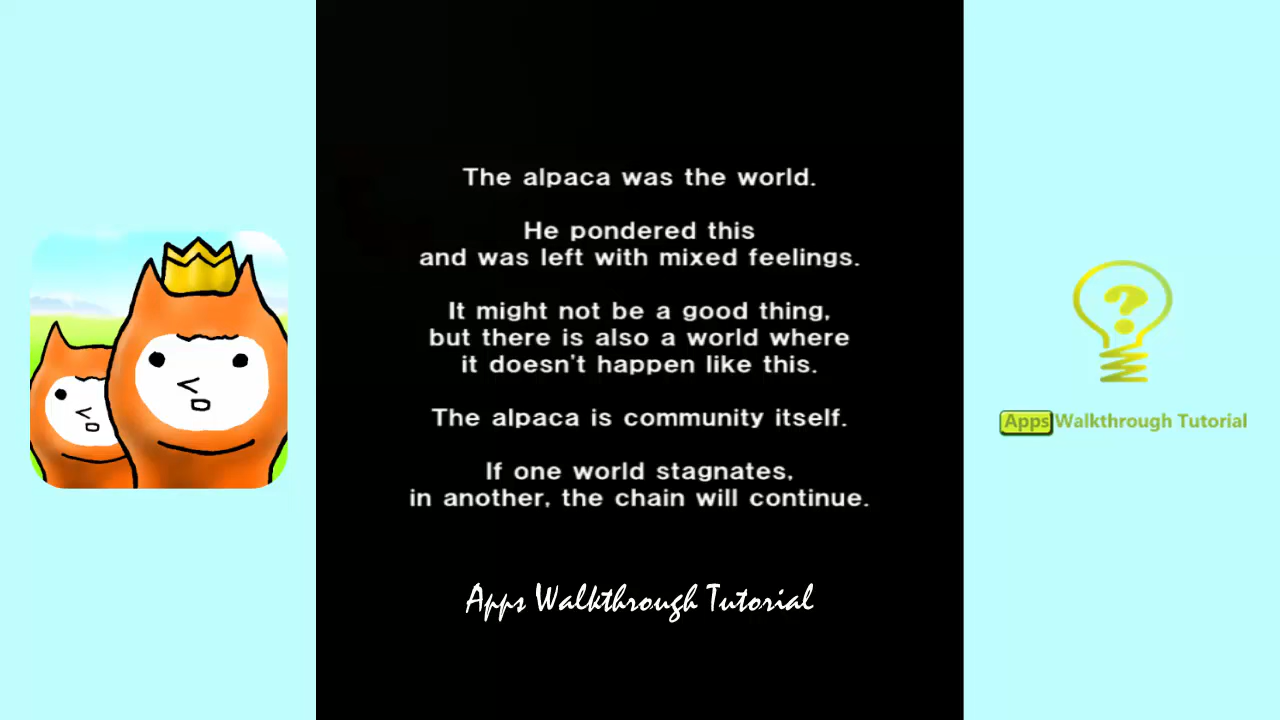 The alpaca was the world.
He pondered this
and was left with mixed feelings.
It might not be a good thing,
but there is also a world where
it doesn't happen like this.
The alpaca is community itself.
If one world stagnates,
in another, the chain will continue.
Apps Walkthrough Tutorial
?
Apps Walkthrough Tutorial